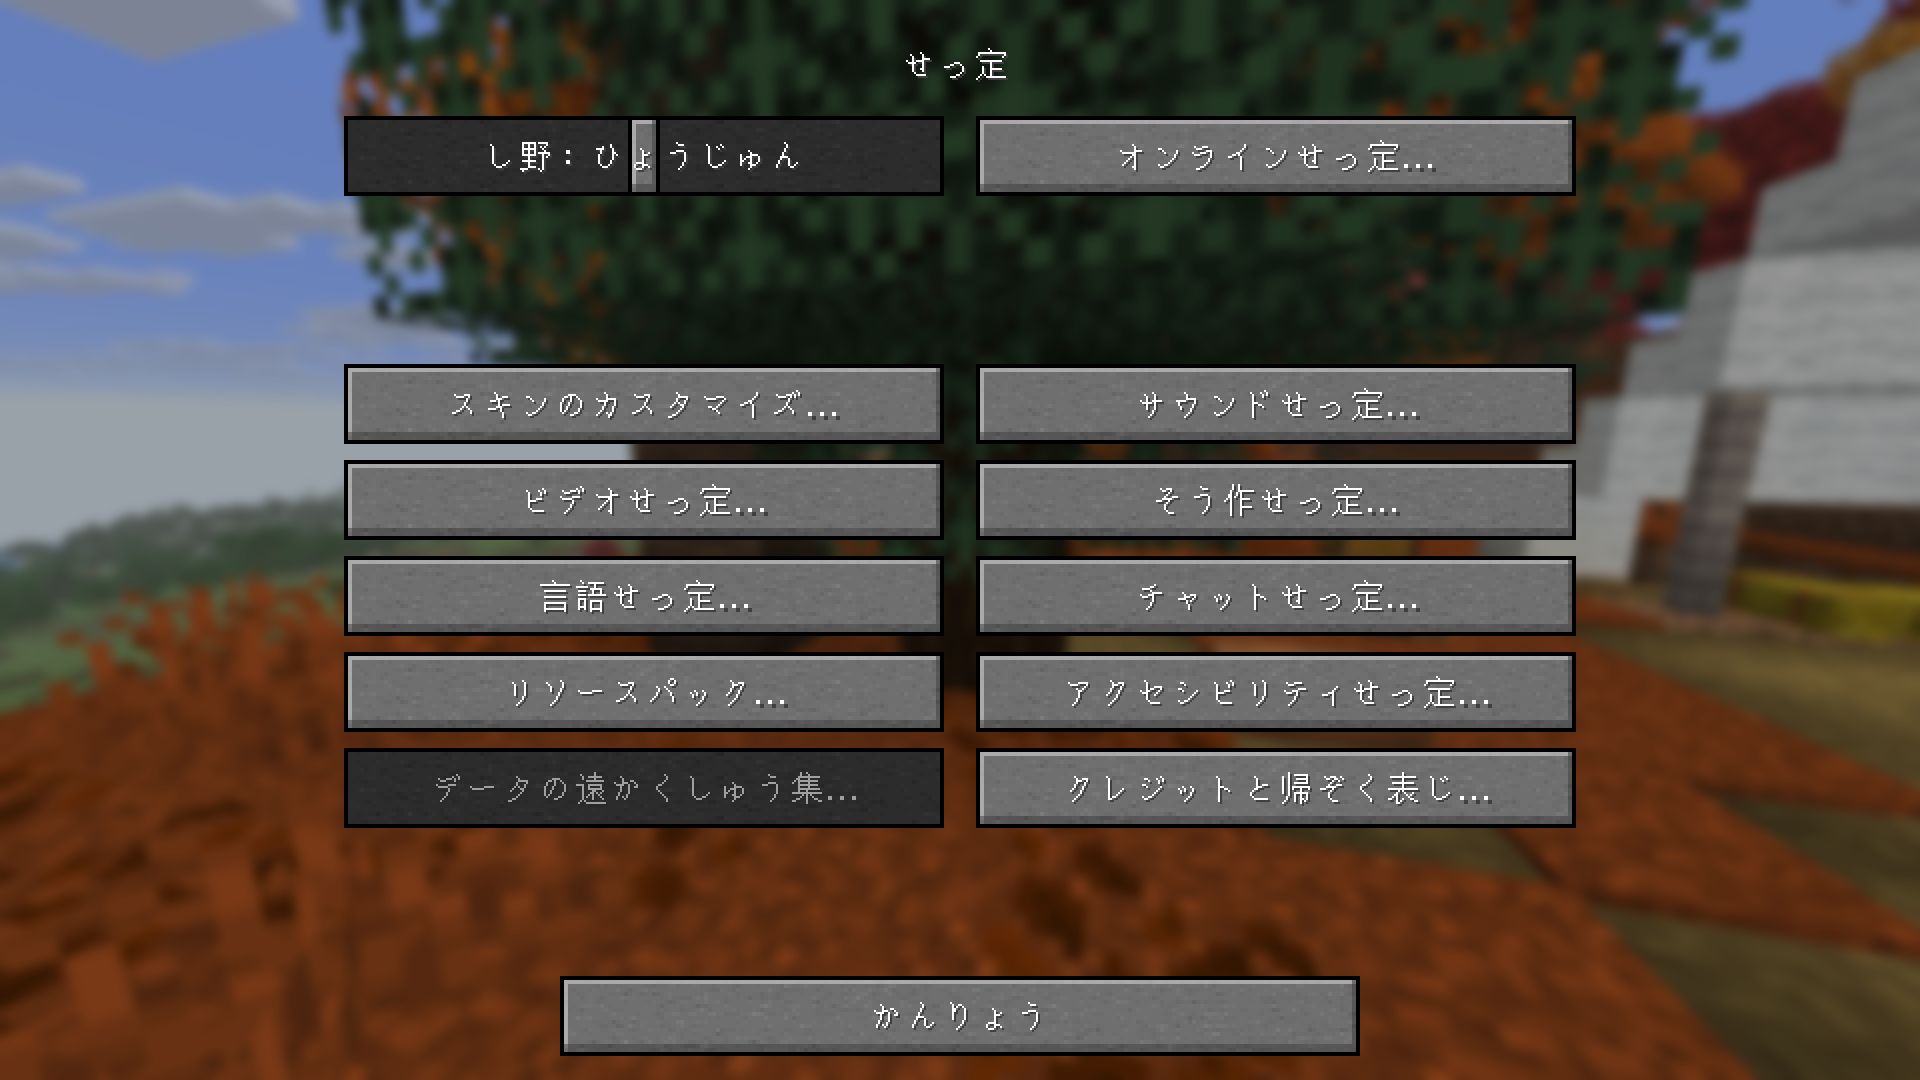 せっ定
し野: ひょうじゅん
オンラインせっ定...
スキンのカスタマイズ...
サウンドせっ定...
ビデオせっ定...
そう作せっ定...
言語せっ定...
チャットせっ定...
リソースパック...
アクセシビリティせっ定...
データの遠かくしゅう集...
クレジットと帰ぞく表じ...
かんりょう